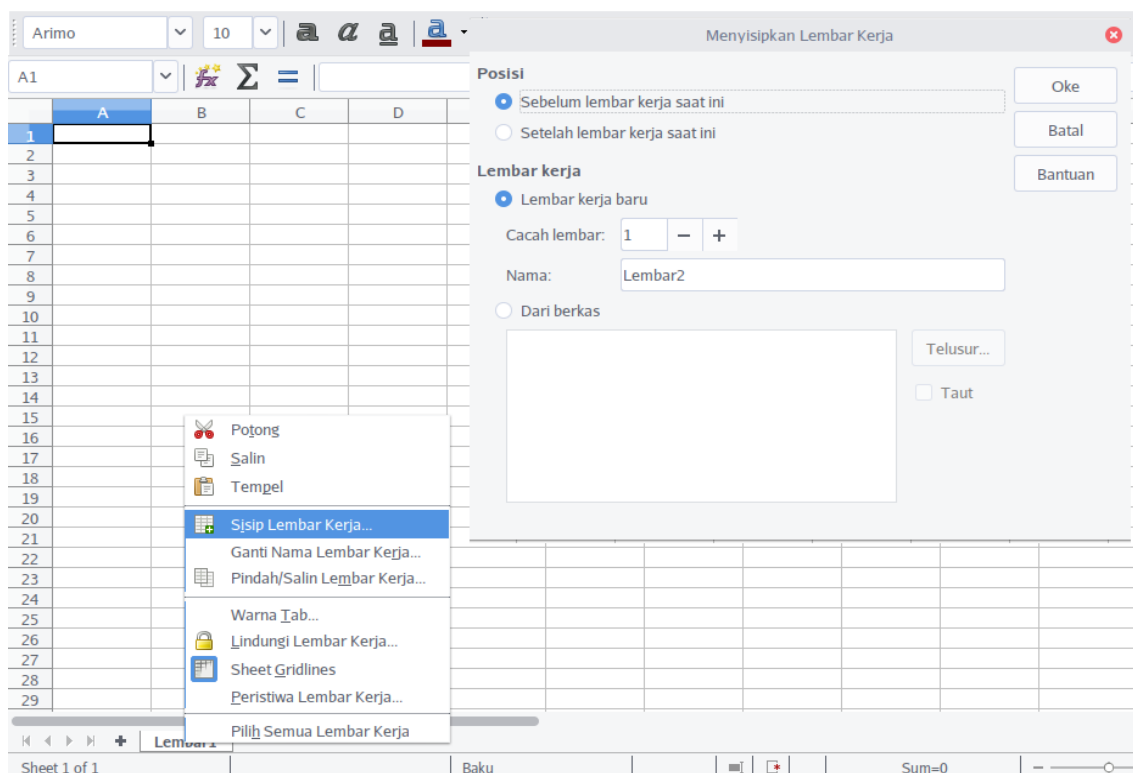 Arimo 10 a a a a
Menyisipkan Lembar Kerja
A1
A B C D
1
2
3
4
5
6
7
8
9
10
11
12
13
14
15
16
17
18
19
20
21
22
23
24
25
26
27
28
29
Posisi
Sebelum lembar kerja saat ini
Setelah lembar kerja saat ini
Oke
Batal
Bantuan
Lembar kerja
Lembar kerja baru
Cacah lembar: 1 − +
Nama: Lembar2
Dari berkas
Telusur...
Taut
Potong
Salin
Tempel
Sisip Lembar Kerja...
Ganti Nama Lembar Kerja...
Pindah/Salin Lembar Kerja...
Warna Tab...
Lindungi Lembar Kerja...
Sheet Gridlines
Peristiwa Lembar Kerja...
Pilih Semua Lembar Kerja
Lembar1
Sheet 1 of 1 Baku Sum=0